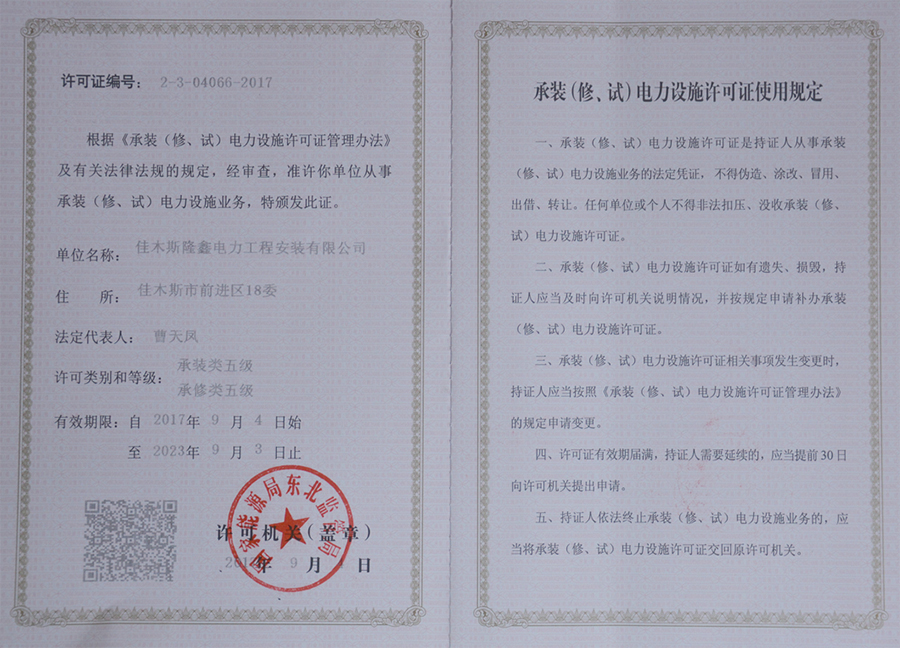 许可证编号： 2-3-04066-2017
根据《承装（修、试）电力设施许可证管理办法》
及有关法律法规的规定，经审查，准许你单位从事
承装（修、试）电力设施业务，特颁发此证。
单位名称： 佳木斯隆鑫电力工程安装有限公司
住 所： 佳木斯市前进区18委
法定代表人： 曹天凤
许可类别和等级： 承装类五级
承修类五级
有效期限：自 2017年 9 月 4 日始
至 2023年 9 月 3 日止
国家能源局东北监管局
许可机关（盖章）
年 9 月 日
承装（修、试）电力设施许可证使用规定
一、承装（修、试）电力设施许可证是持证人从事承装
（修、试）电力设施业务的法定凭证，不得伪造、涂改、冒用、
出借、转让。任何单位或个人不得非法扣压、没收承装（修、
试）电力设施许可证。
二、承装（修、试）电力设施许可证如有遗失、损毁，持
证人应当及时向许可机关说明情况，并按规定申请补办承装
（修、试）电力设施许可证。
三、承装（修、试）电力设施许可证相关事项发生变更时，
持证人应当按照《承装（修、试）电力设施许可证管理办法》
的规定申请变更。
四、许可证有效期届满，持证人需要延续的，应当提前30日
向许可机关提出申请。
五、持证人依法终止承装（修、试）电力设施业务的，应
当将承装（修、试）电力设施许可证交回原许可机关。